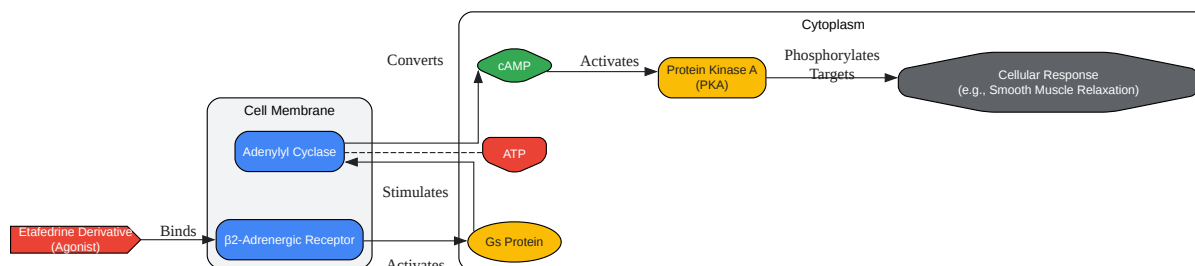 Cytoplasm
Converts
cAMP
Activates
Protein Kinase A
(PKA)
Phosphorylates
Targets
Cellular Response
(e.g., Smooth Muscle Relaxation)
Cell Membrane
Adenylyl Cyclase
ATP
Stimulates
Etafedrine Derivative
(Agonist)
Binds
β2-Adrenergic Receptor
Gs Protein
Activates